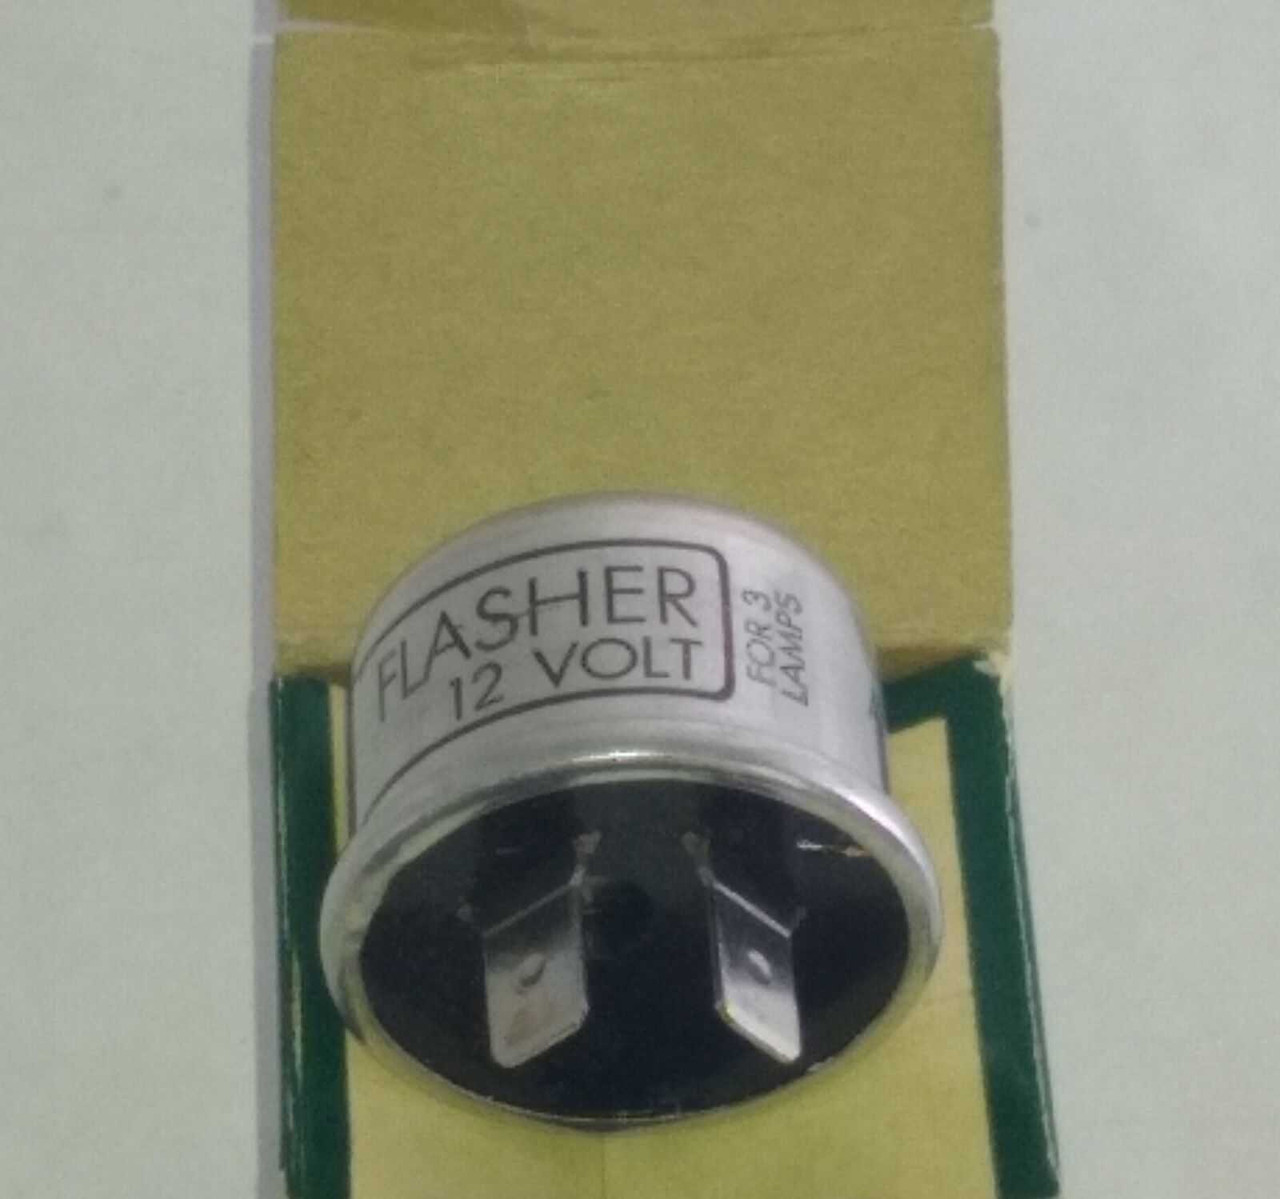 FLASHER
12 VOLT
FOR 3
LAMPS